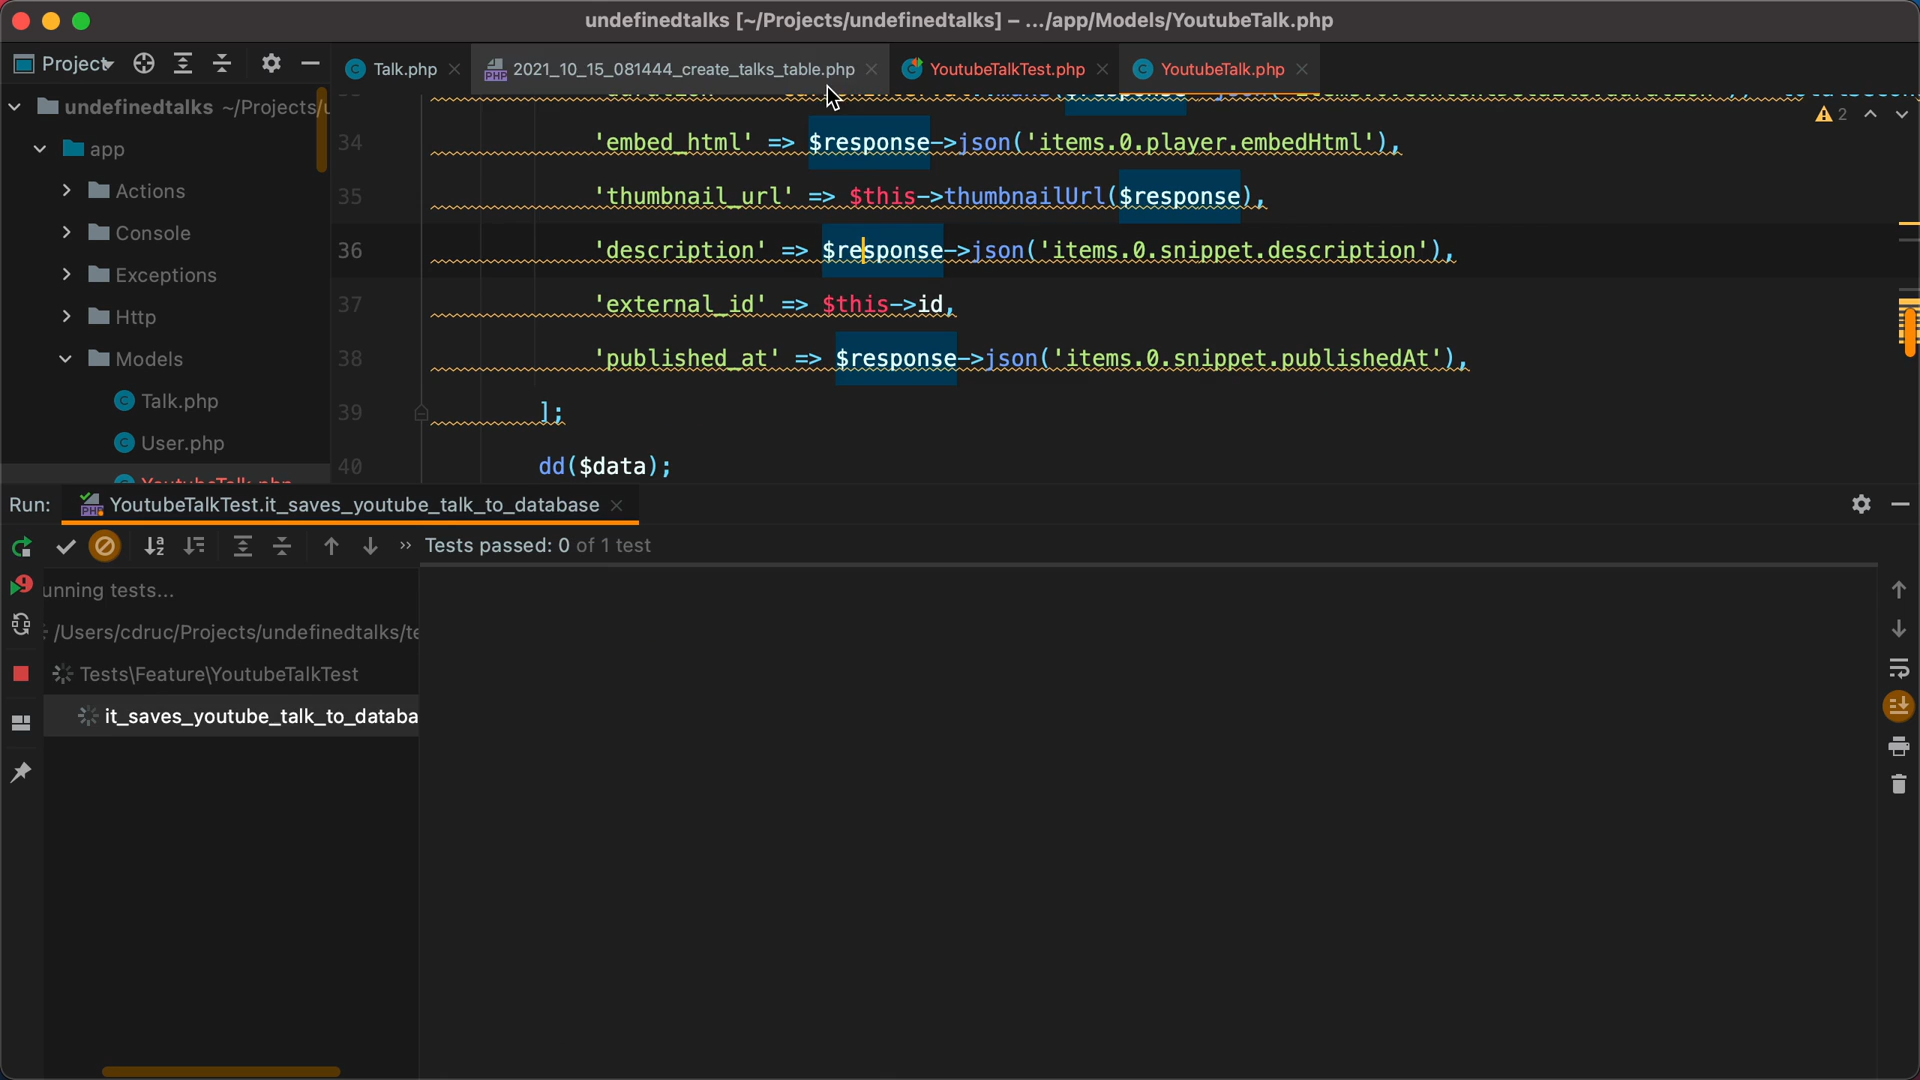 undefinedtalks [~/Projects/undefinedtalks] – .../app/Models/YoutubeTalk.php
Project
Talk.php
2021_10_15_081444_create_talks_table.php
YoutubeTalkTest.php
YoutubeTalk.php
undefinedtalks ~/Projects/u
app
Actions
Console
Exceptions
Http
Models
Talk.php
User.php
YoutubeTalk.php
2
34 'embed_html' => $response->json('items.0.player.embedHtml'),
35 'thumbnail_url' => $this->thumbnailUrl($response),
36 'description' => $response->json('items.0.snippet.description'),
37 'external_id' => $this->id,
38 'published_at' => $response->json('items.0.snippet.publishedAt'),
39 ];
40 dd($data);
Run: YoutubeTalkTest.it_saves_youtube_talk_to_database
Tests passed: 0 of 1 test
9
unning tests...
/Users/cdruc/Projects/undefinedtalks/te
Tests\Feature\YoutubeTalkTest
it_saves_youtube_talk_to_databa